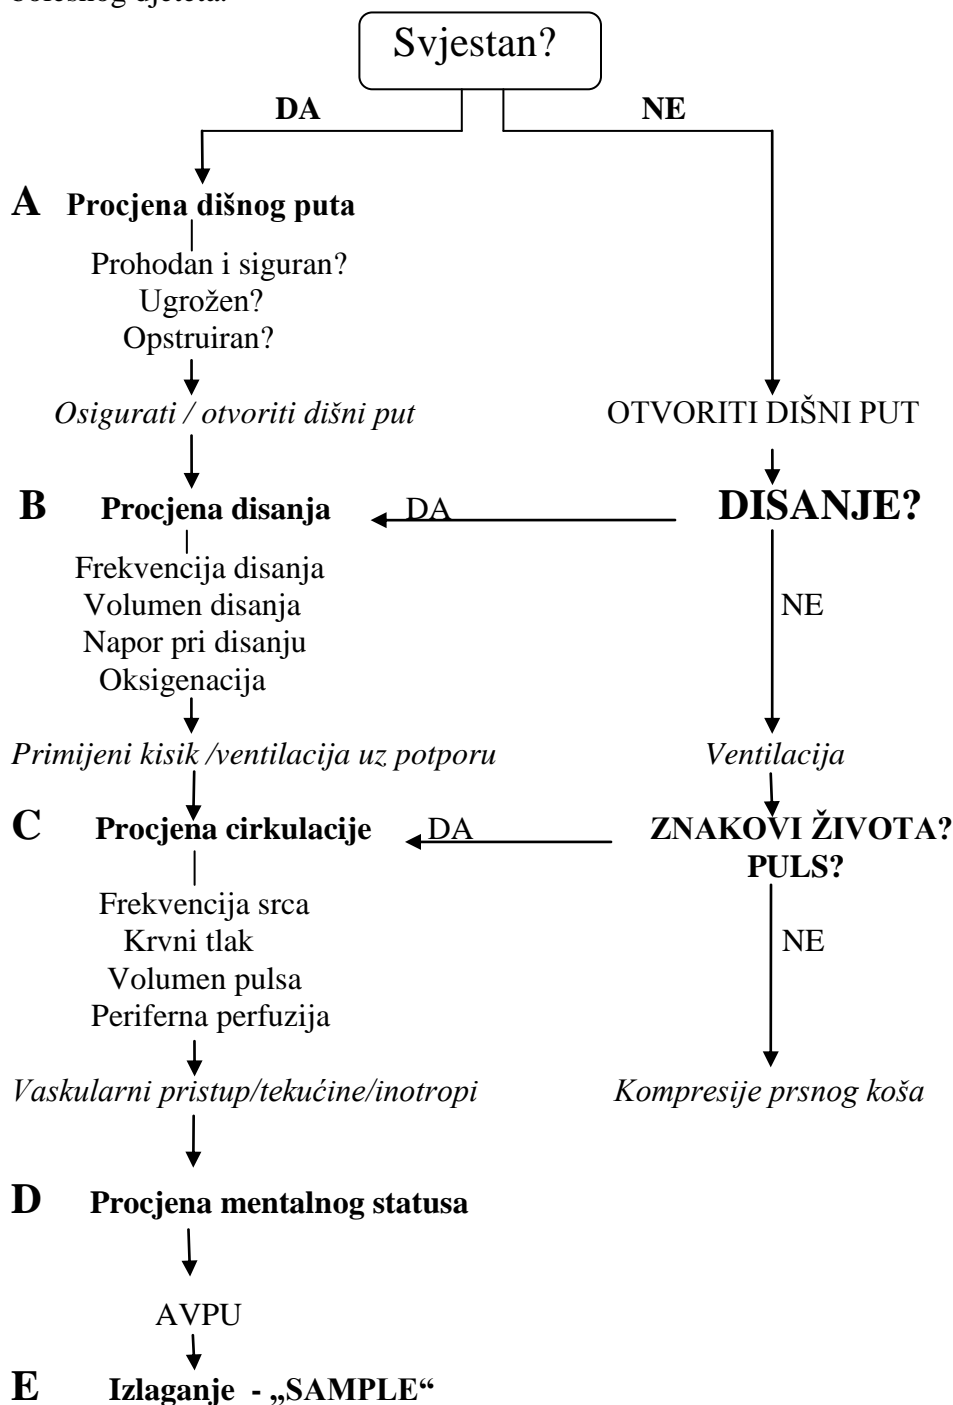 bolesnog djeteta.
Svjestan?
DA NE
A Procjena dišnog puta
Prohodan i siguran?
Ugrožen?
Opstruiran?
Osigurati / otvoriti dišni put OTVORITI DIŠNI PUT
B Procjena disanja DA DISANJE?
Frekvencija disanja
Volumen disanja NE
Napor pri disanju
Oksigenacija
Primijeni kisik /ventilacija uz potporu Ventilacija
C Procjena cirkulacije DA ZNAKOVI ŽIVOTA?
PULS?
Frekvencija srca
Krvni tlak NE
Volumen pulsa
Periferna perfuzija
Vaskularni pristup/tekućine/inotropi Kompresije prsnog koša
D Procjena mentalnog statusa
AVPU
E Izlaganje - „SAMPLE“